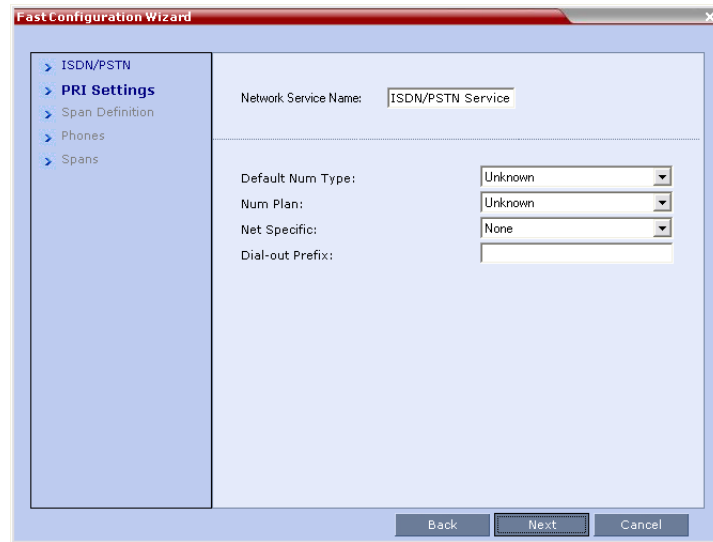 Fast Configuration Wizard
x
ISDN/PSTN
PRI Settings
Span Definition
Phones
Spans
Network Service Name: ISDN/PSTN Service
Default Num Type: Unknown
Num Plan: Unknown
Net Specific: None
Dial-out Prefix:
Back Next Cancel